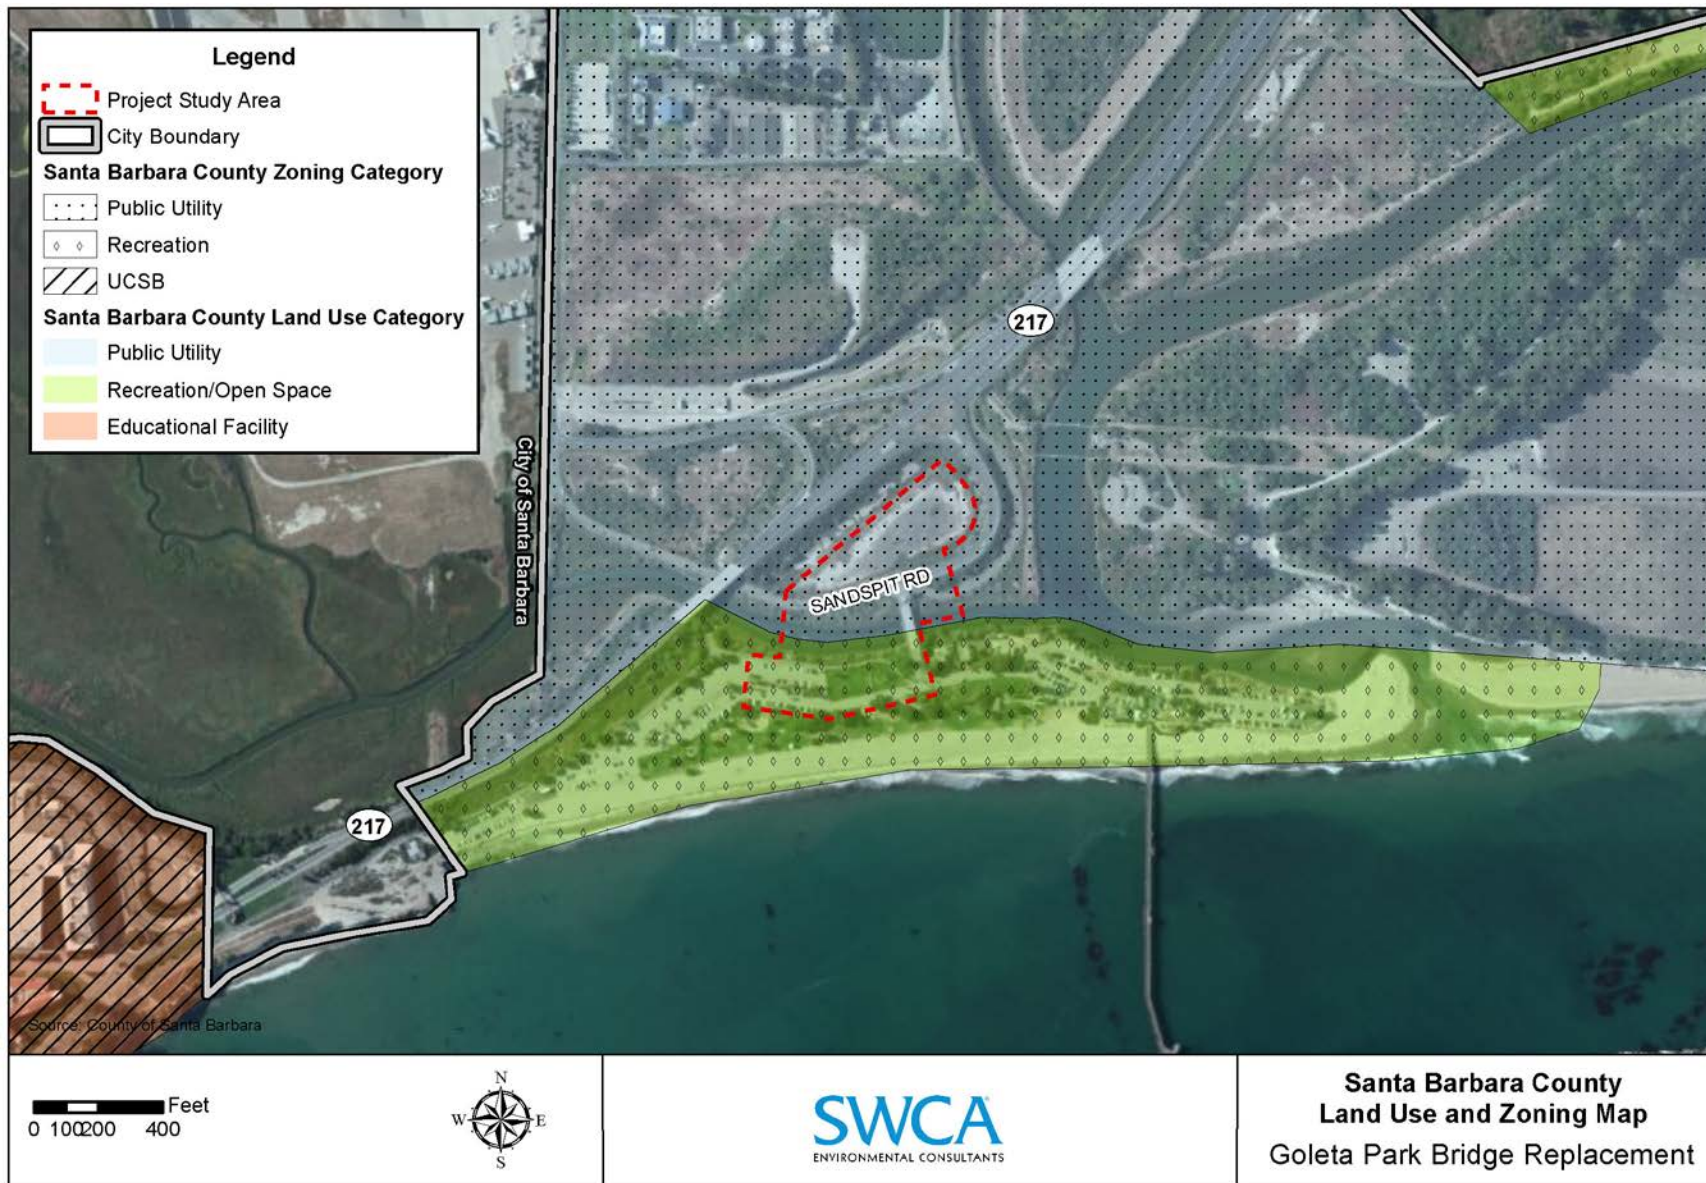 Legend
Project Study Area
City Boundary
Santa Barbara County Zoning Category
Public Utility
Recreation
UCSB
Santa Barbara County Land Use Category
Public Utility
Recreation/Open Space
Educational Facility
City of Santa Barbara
217
SANDSPIT RD
217
Source: County of Santa Barbara
Feet
0 100200 400
N
W E
S
SWCA
ENVIRONMENTAL CONSULTANTS
Santa Barbara County
Land Use and Zoning Map
Goleta Park Bridge Replacement